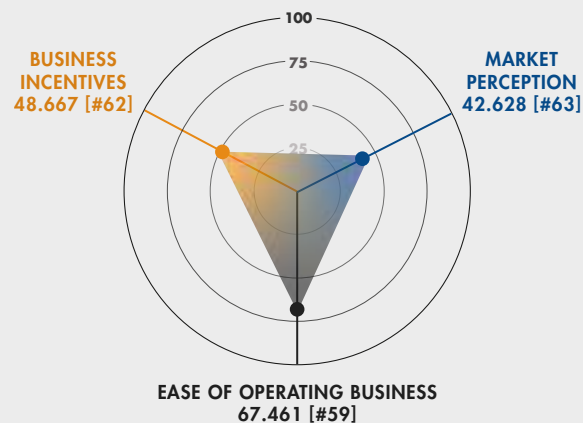 100
75
50
25
BUSINESS
INCENTIVES
48.667 [#62]
MARKET
PERCEPTION
42.628 [#63]
EASE OF OPERATING BUSINESS
67.461 [#59]